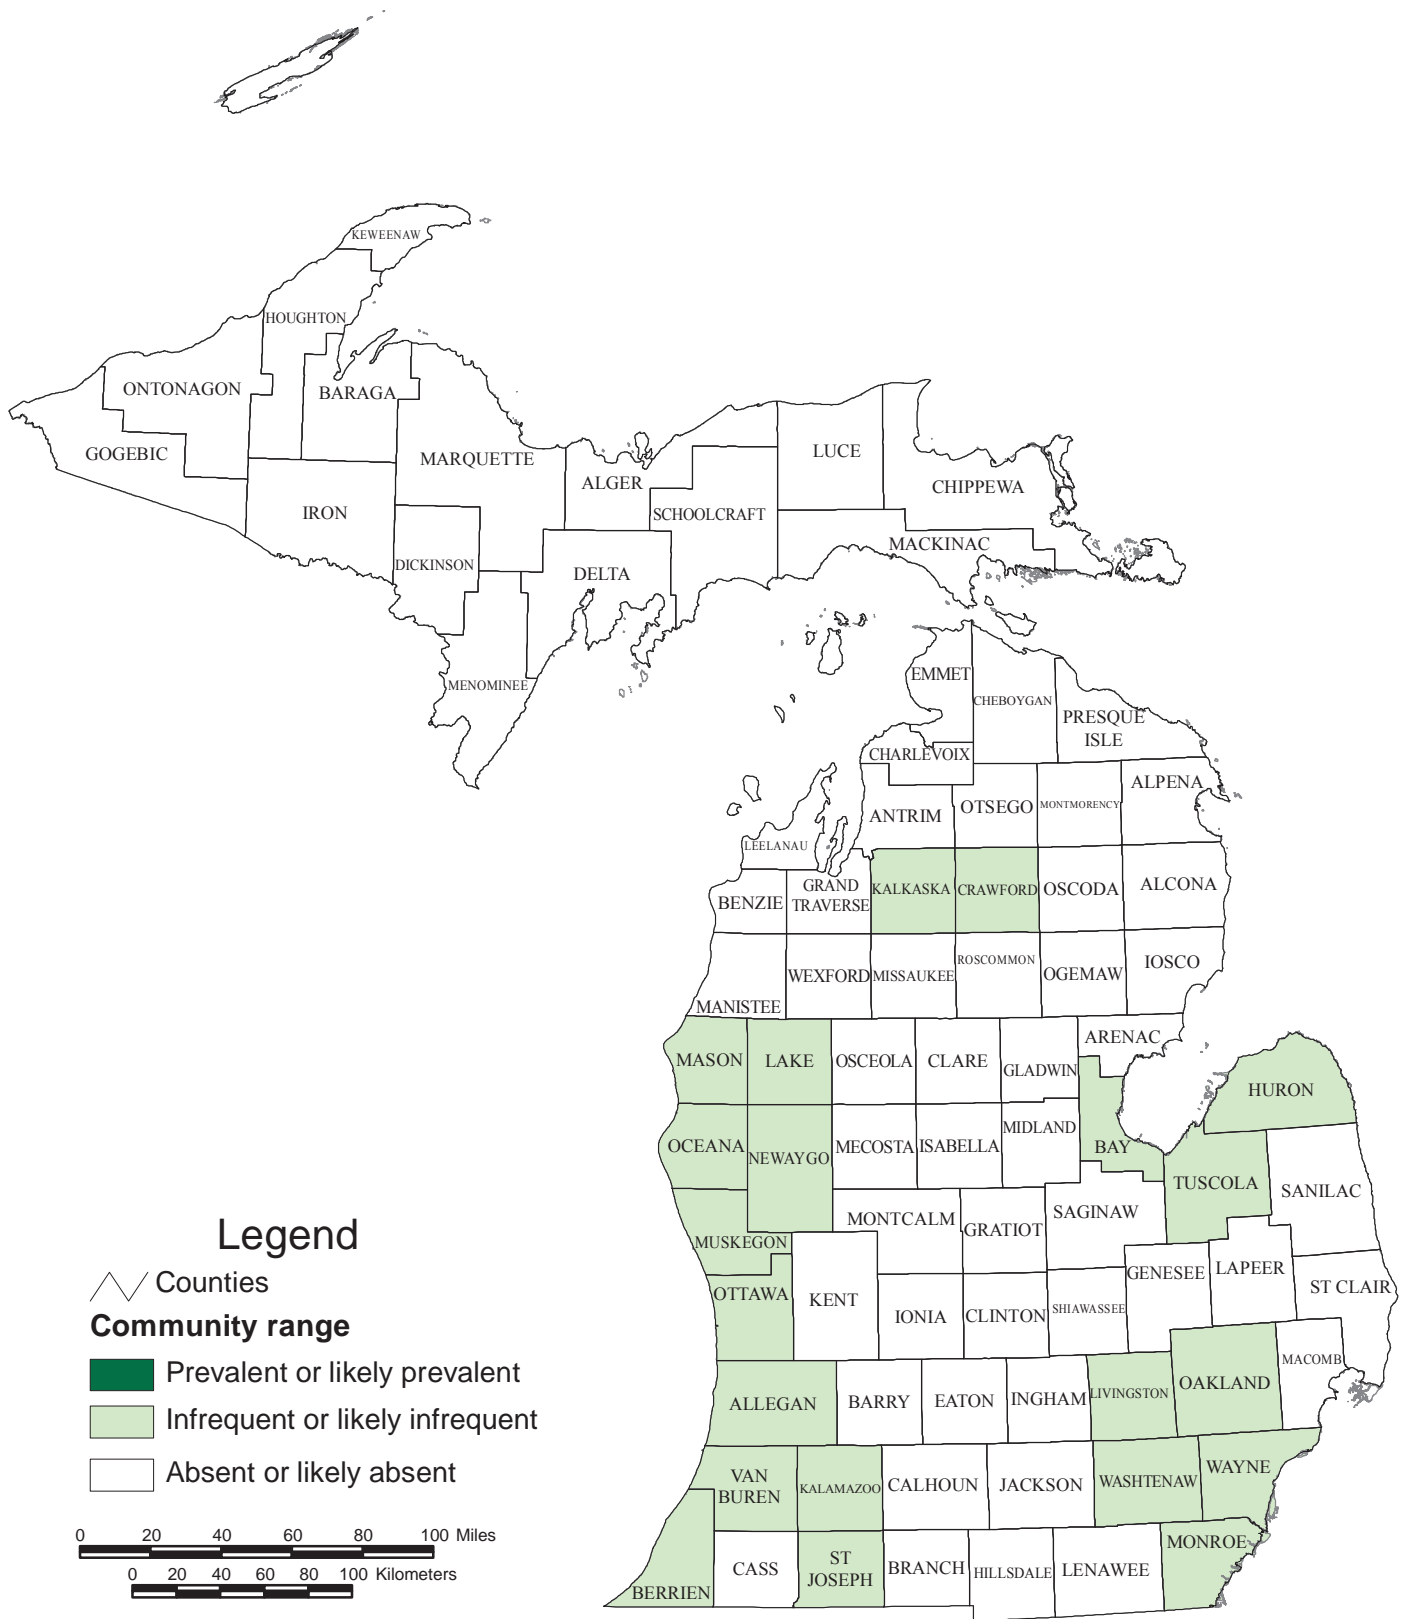 KEWEENAW
HOUGHTON
ONTONAGON
BARAGA
GOGEBIC
MARQUETTE
LUCE
ALGER
CHIPPEWA
IRON
SCHOOLCRAFT
MACKINAC
DICKINSON
DELTA
MENOMINEE
EMMET
CHEBOYGAN
PRESQUE
ISLE
CHARLEVOIX
ALPENA
ANTRIM
OTSEGO
MONTMORENCY
LEELANAU
BENZIE
GRAND
TRAVERSE
KALKASKA
CRAWFORD
OSCODA
ALCONA
MANISTEE
WEXFORD
MISSAUKEE
ROSCOMMON
OGEMAW
IOSCO
ARENAC
MASON
LAKE
OSCEOLA
CLARE
GLADWIN
HURON
OCEANA
NEWAYGO
MECOSTA
ISABELLA
MIDLAND
BAY
TUSCOLA
SANILAC
MUSKEGON
MONTCALM
GRATIOT
SAGINAW
GENESEE
LAPEER
ST CLAIR
OTTAWA
KENT
IONIA
CLINTON
SHIAWASSEE
MACOMB
ALLEGAN
BARRY
EATON
INGHAM
LIVINGSTON
OAKLAND
VAN
BUREN
KALAMAZOO
CALHOUN
JACKSON
WASHTENAW
WAYNE
BERRIEN
CASS
ST
JOSEPH
BRANCH
HILLSDALE
LENAWEE
MONROE
Legend
Counties
Community range
Prevalent or likely prevalent
Infrequent or likely infrequent
Absent or likely absent
0 20 40 60 80 100 Miles
0 20 40 60 80 100 Kilometers